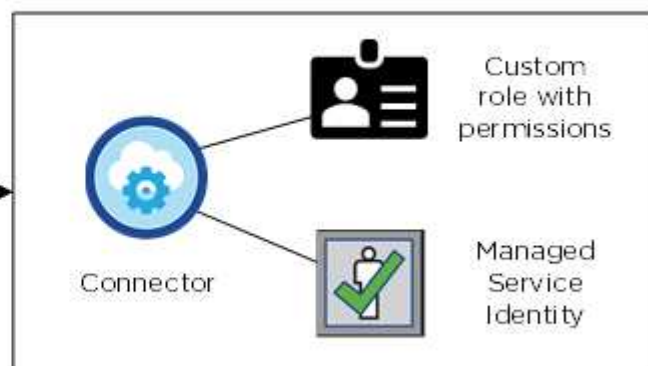 Custom
role with
permissions
Connector
Managed
Service
Identity